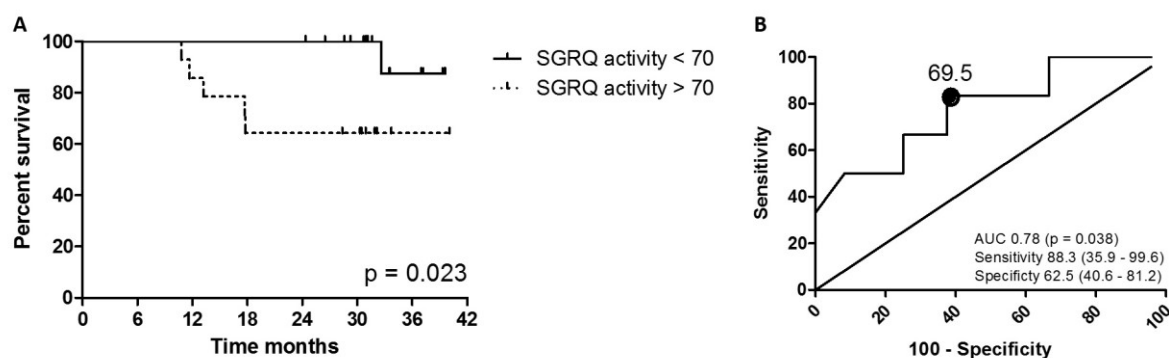 A
Percent survival
100
80
60
40
20
0
p = 0.023
0 6 12 18 24 30 36 42
Time months
SGRQ activity < 70
SGRQ activity > 70
B
Sensitivity
100
80
60
40
20
0
69.5
AUC 0.78 (p = 0.038)
Sensitivity 88.3 (35.9 - 99.6)
Specificty 62.5 (40.6 - 81.2)
0 20 40 60 80 100
100 - Specificity